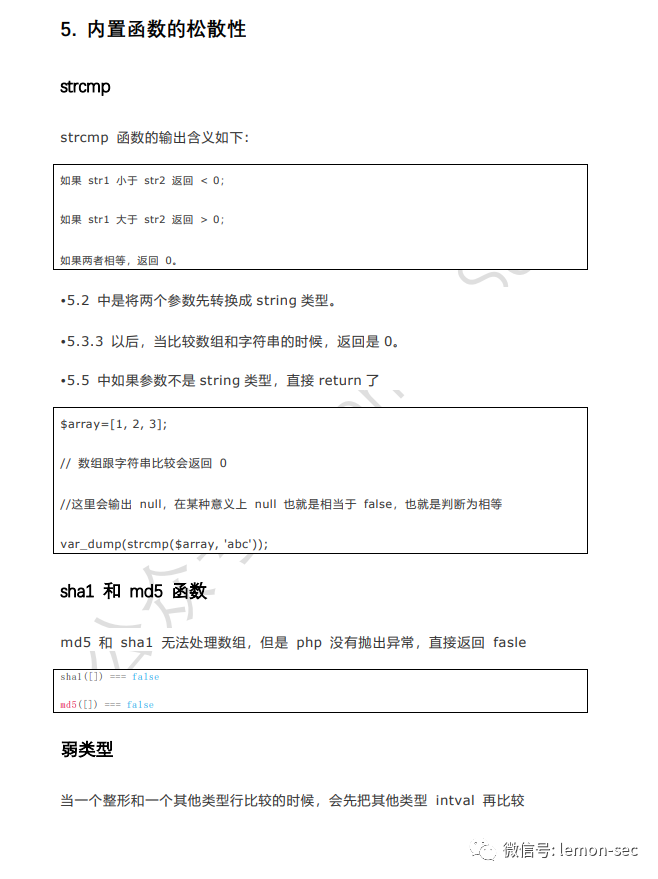 5. 内置函数的松散性
strcmp
strcmp 函数的输出含义如下：
如果 str1 小于 str2 返回 < 0;
如果 str1 大于 str2 返回 > 0;
如果两者相等，返回 0。
•5.2 中是将两个参数先转换成 string 类型。
•5.3.3 以后，当比较数组和字符串的时候，返回是 0。
•5.5 中如果参数不是 string 类型，直接 return 了
$array=[1, 2, 3];
// 数组跟字符串比较会返回 0
//这里会输出 null，在某种意义上 null 也就是相当于 false，也就是判断为相等
var_dump(strcmp($array, 'abc'));
sha1 和 md5 函数
md5 和 sha1 无法处理数组，但是 php 没有抛出异常，直接返回 fasle
sha1([]) === false
md5([]) === false
弱类型
当一个整形和一个其他类型行比较的时候，会先把其他类型 intval 再比较
微信号: lemon-sec